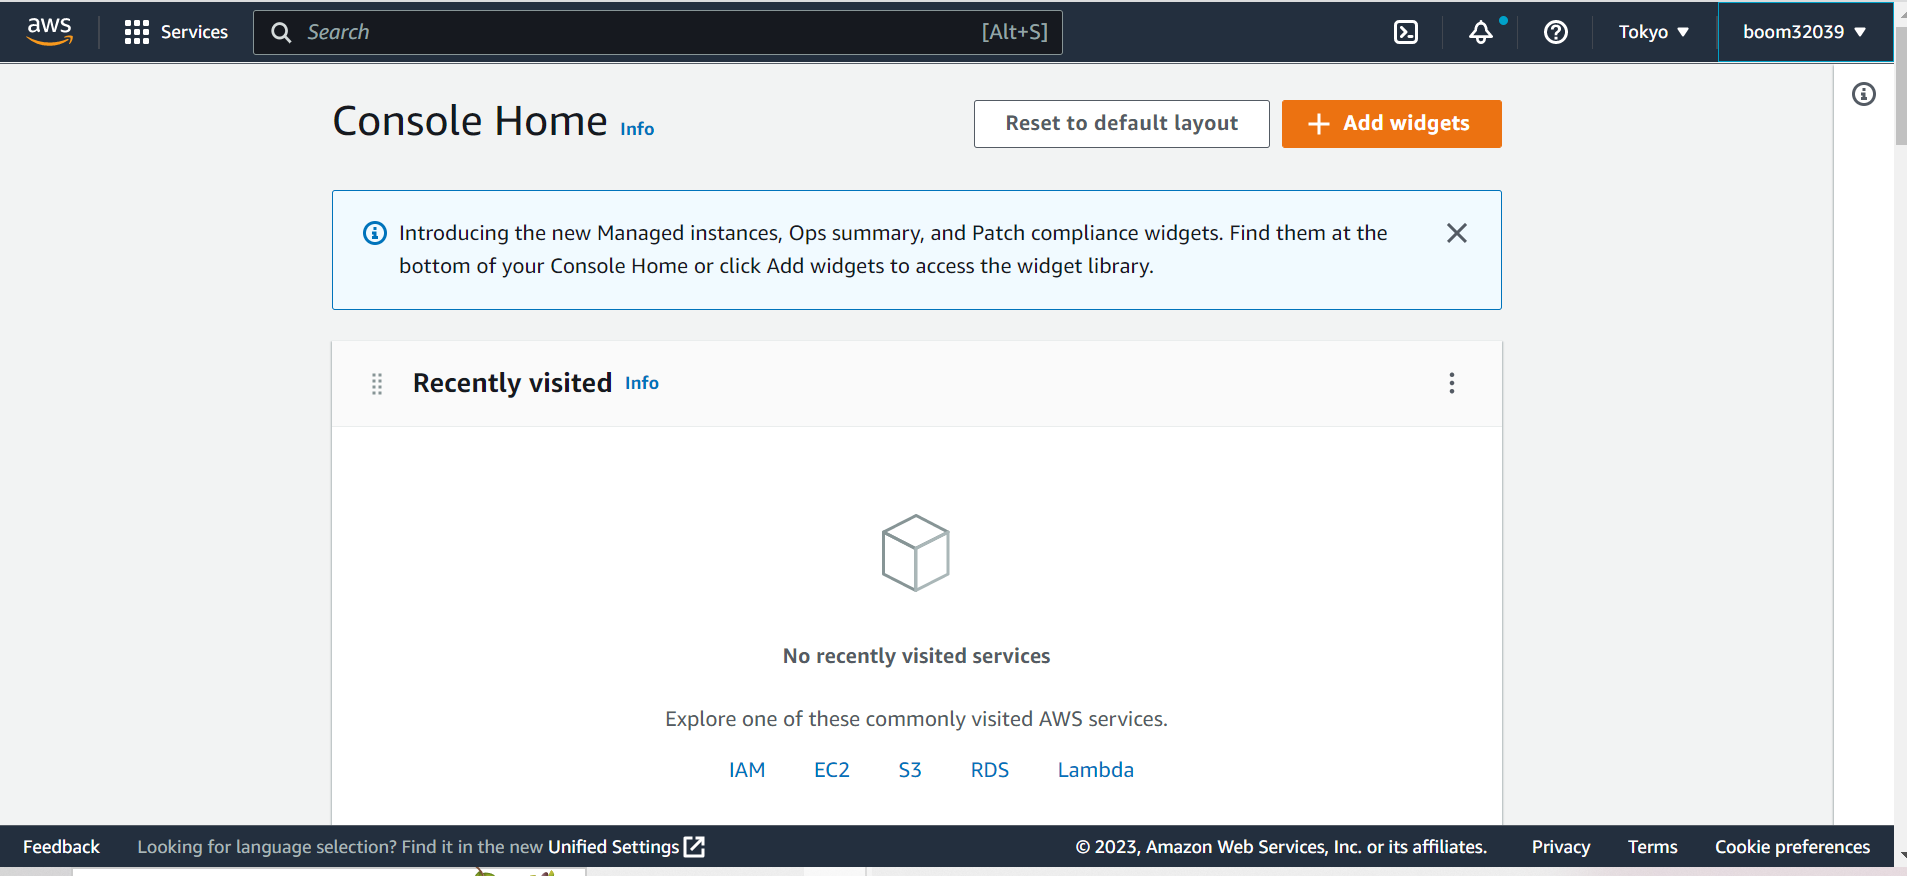 aws
Services
Search
[Alt+S]
Tokyo
boom32039
Console Home Info
Reset to default layout
Add widgets
Introducing the new Managed instances, Ops summary, and Patch compliance widgets. Find them at the
bottom of your Console Home or click Add widgets to access the widget library.
Recently visited Info
No recently visited services
Explore one of these commonly visited AWS services.
IAM EC2 S3 RDS Lambda
Feedback
Looking for language selection? Find it in the new Unified Settings
© 2023, Amazon Web Services, Inc. or its affiliates.
Privacy
Terms
Cookie preferences